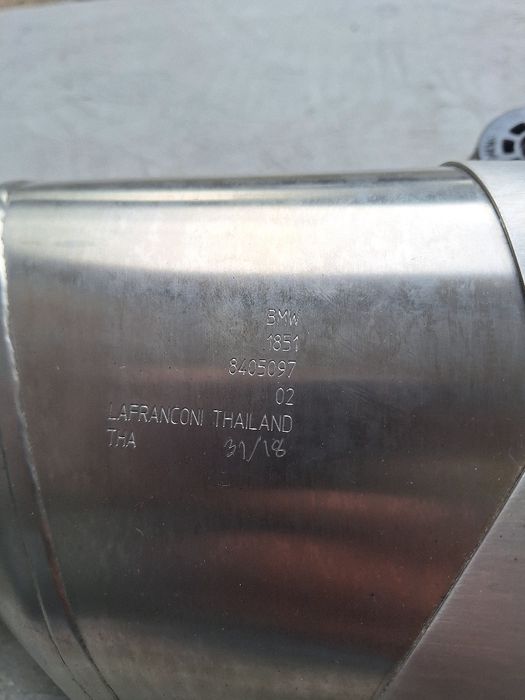 BMW
1851
8405097
02
LAFRANCONI THAILAND
THA 31/18